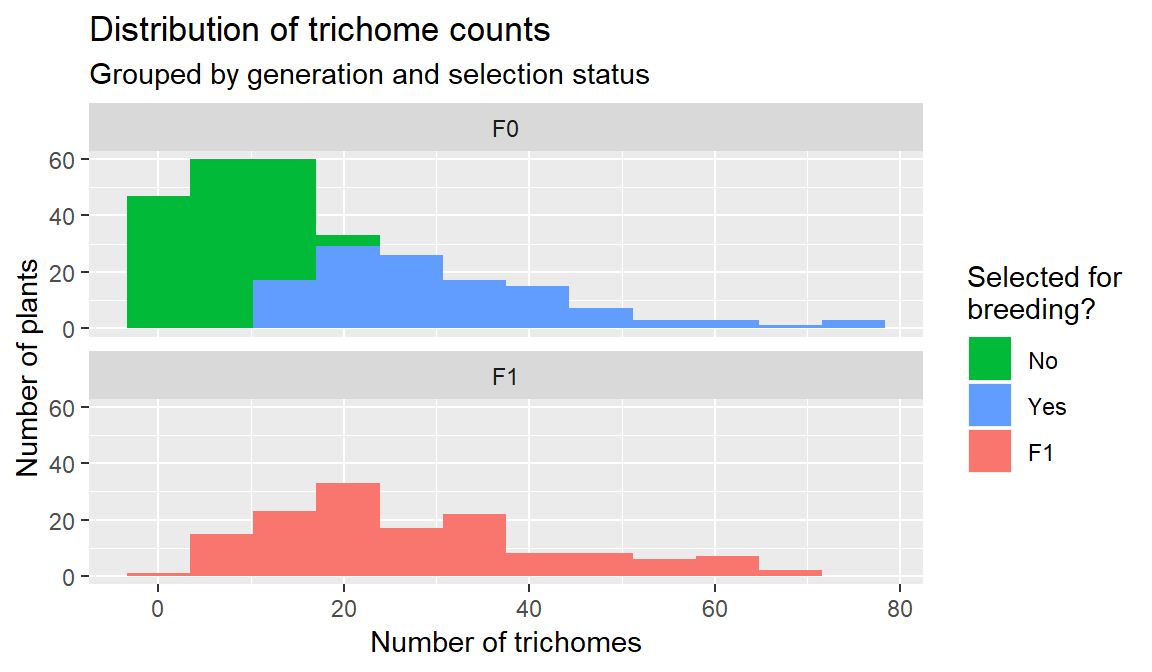 Distribution of trichome counts
Grouped by generation and selection status
F0
60
40
20
0
F1
60
40
20
0
0 20 40 60 80
Number of trichomes
Number of plants
Selected for
breeding?
No
Yes
F1